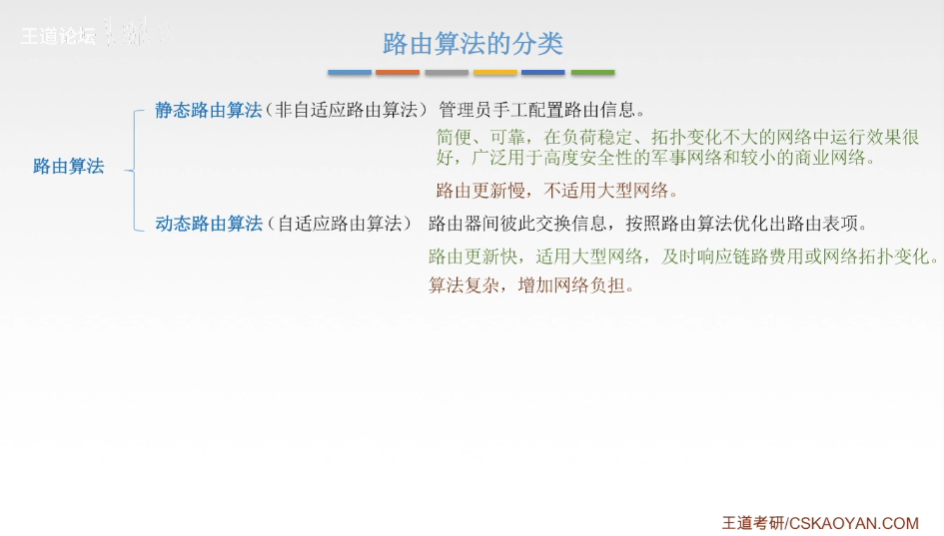 王道论坛
路由算法的分类
静态路由算法（非自适应路由算法）管理员手工配置路由信息。
简便、可靠，在负荷稳定、拓扑变化不大的网络中运行效果很
好，广泛用于高度安全性的军事网络和较小的商业网络。
路由算法
路由更新慢，不适用大型网络。
动态路由算法（自适应路由算法） 路由器间彼此交换信息，按照路由算法优化出路由表项。
路由更新快，适用大型网络，及时响应链路费用或网络拓扑变化。
算法复杂，增加网络负担。
王道考研/CSKAOYAN.COM